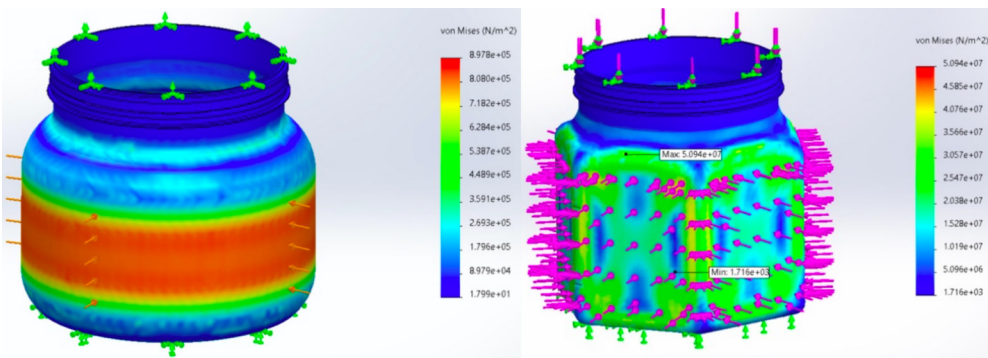 von Mises (N/m^2)
8.978e+05
8.080e+05
7.182e+05
6.284e+05
5.387e+05
4.489e+05
3.591e+05
2.693e+05
1.796e+05
8.979e+04
1.799e+01
von Mises (N/m^2)
5.094e+07
4.585e+07
4.076e+07
3.566e+07
3.057e+07
2.547e+07
2.038e+07
1.528e+07
1.019e+07
5.096e+06
1.716e+03
Max: 5.094e+07
Min: 1.716e+03